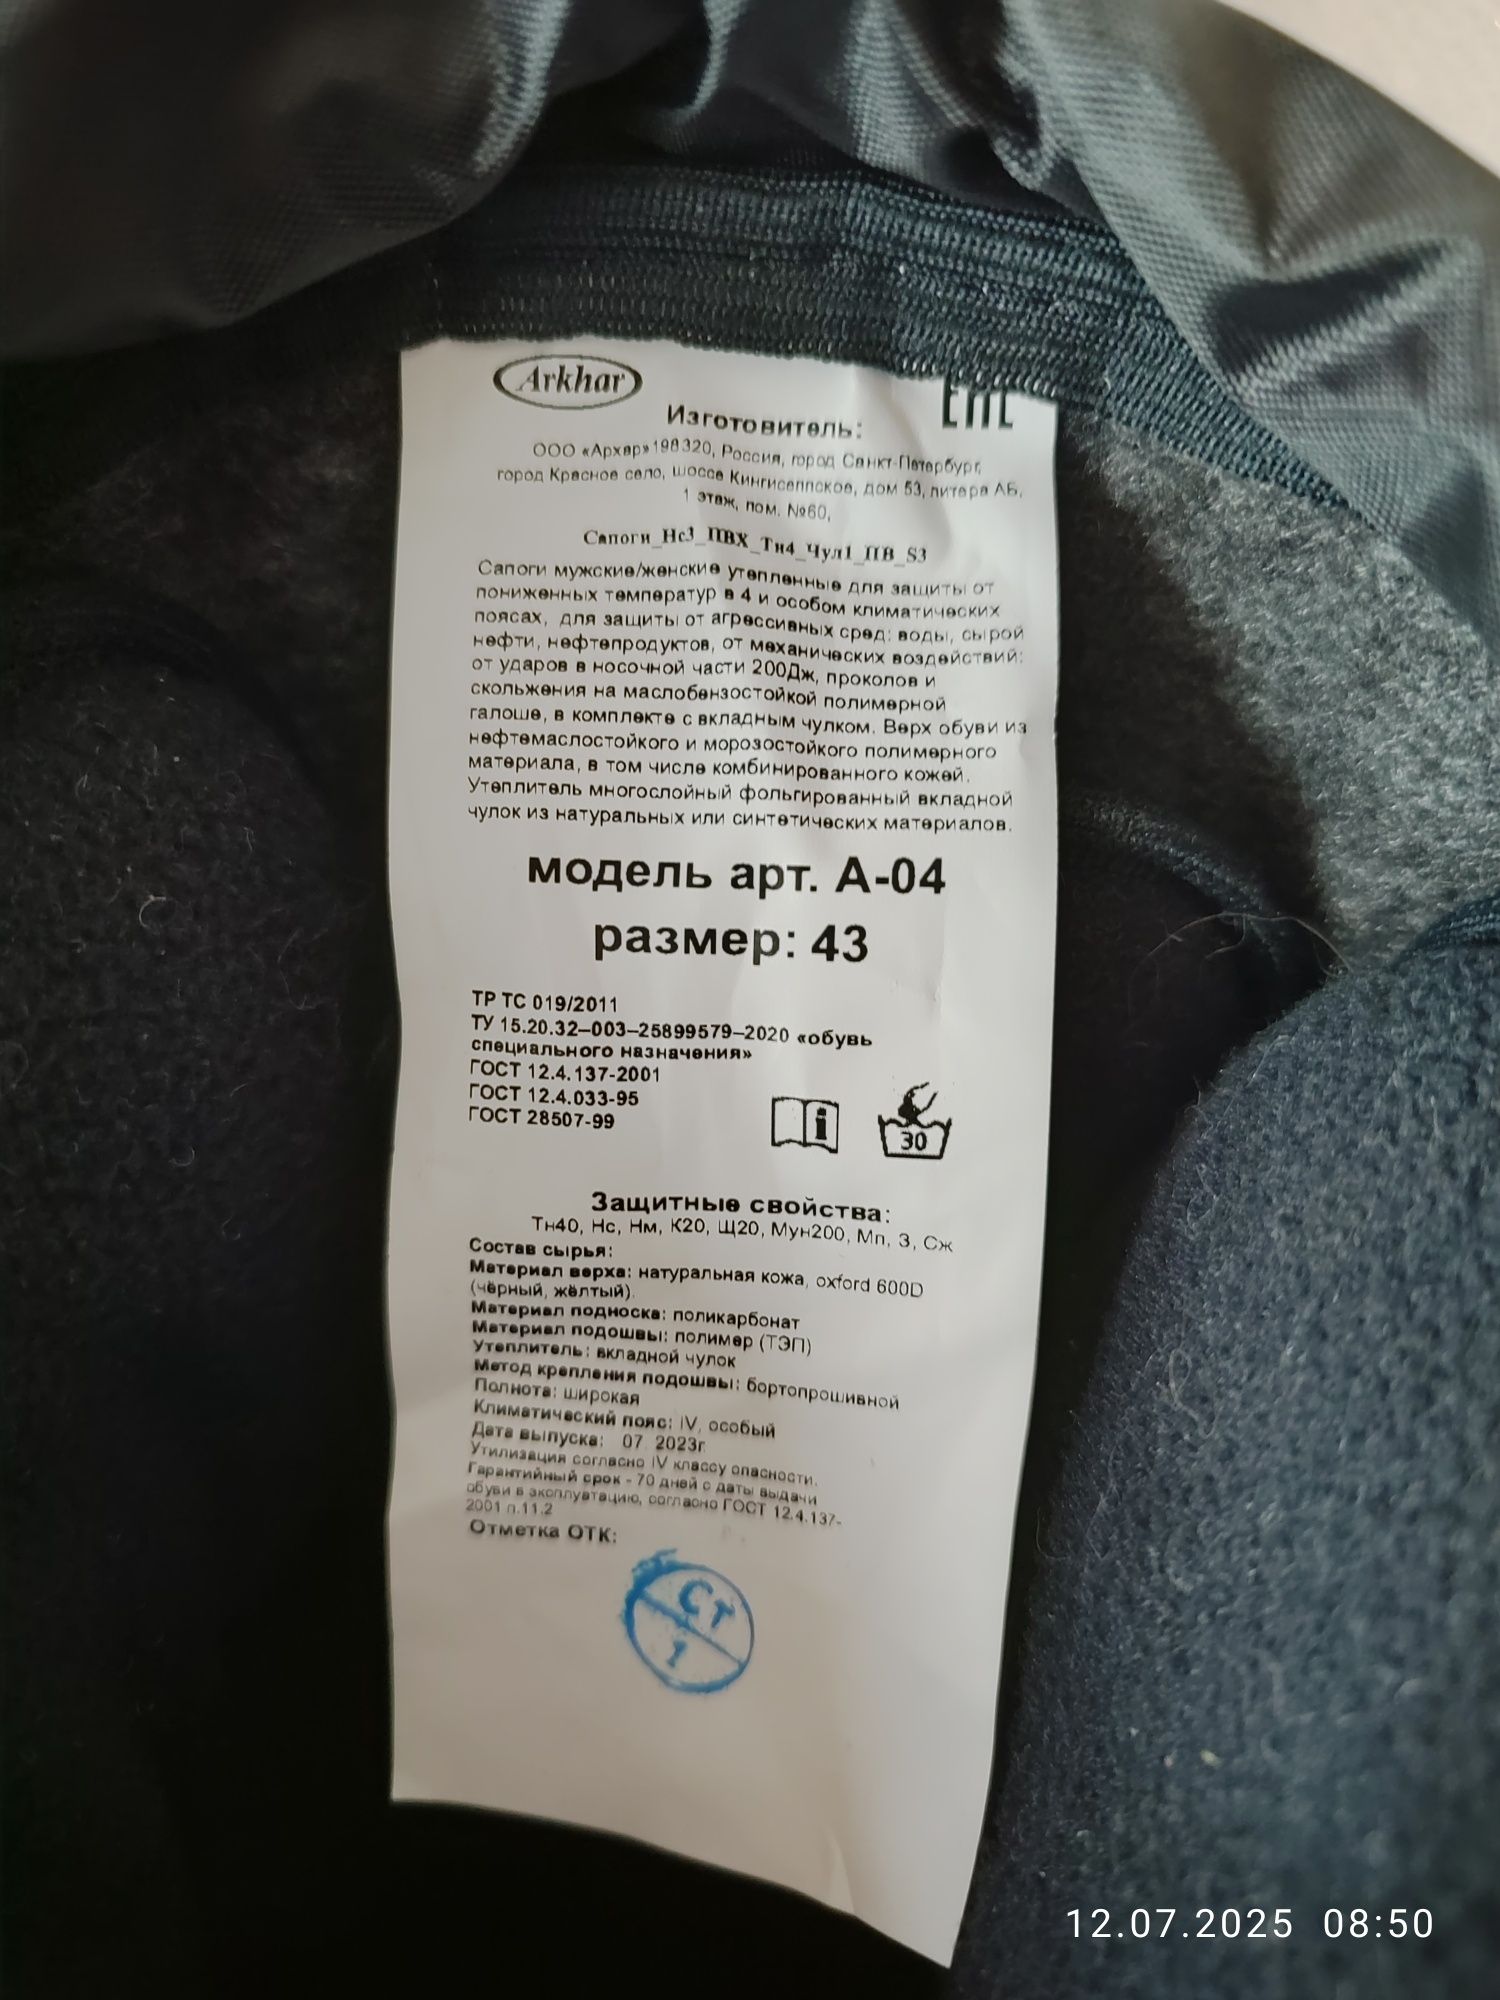 Arkhar
EAC
Изготовитель:
ООО «Архар» 198320, Россия, город Санкт-Петербург,
город Красное село, шоссе Кингисеппское, дом 53, литера АБ,
1 этаж, пом. №60,
Сапоги_Нс3_ПВХ_Тн4_Чул1_ПВ_S3
Сапоги мужские/женские утепленные для защиты от
пониженных температур в 4 и особом климатических
поясах, для защиты от агрессивных сред: воды, сырой
нефти, нефтепродуктов, от механических воздействий:
от ударов в носочной части 200Дж, проколов и
скольжения на маслобензостойкой полимерной
галоше, в комплекте с вкладным чулком. Верх обуви из
нефтемаслостойкого и морозостойкого полимерного
материала, в том числе комбинированного кожей.
Утеплитель многослойный фольгированный вкладной
чулок из натуральных или синтетических материалов.
модель арт. А-04
размер: 43
ТР ТС 019/2011
ТУ 15.20.32–003–25899579–2020 «обувь
специального назначения»
ГОСТ 12.4.137-2001
ГОСТ 12.4.033-95
ГОСТ 28507-99
i
30
Защитные свойства:
Тн40, Нс, Нм, К20, Щ20, Мун200, Мп, З, Сж
Состав сырья:
Материал верха: натуральная кожа, oxford 600D
(чёрный, жёлтый).
Материал подноска: поликарбонат
Материал подошвы: полимер (ТЭП)
Утеплитель: вкладной чулок
Метод крепления подошвы: бортопрошивной
Полнота: широкая
Климатический пояс: IV, особый
Дата выпуска: 07. 2023г.
Утилизация согласно IV классу опасности.
Гарантийный срок - 70 дней с даты выдачи
обуви в эксплуатацию, согласно ГОСТ 12.4.137-
2001 п.11.2
Отметка ОТК:
Ст
1
12.07.2025 08:50